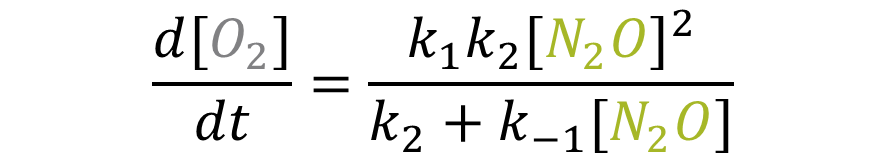 d[O₂]/dt = k₁k₂[N₂O]²/(k₂ + k₋₁[N₂O])